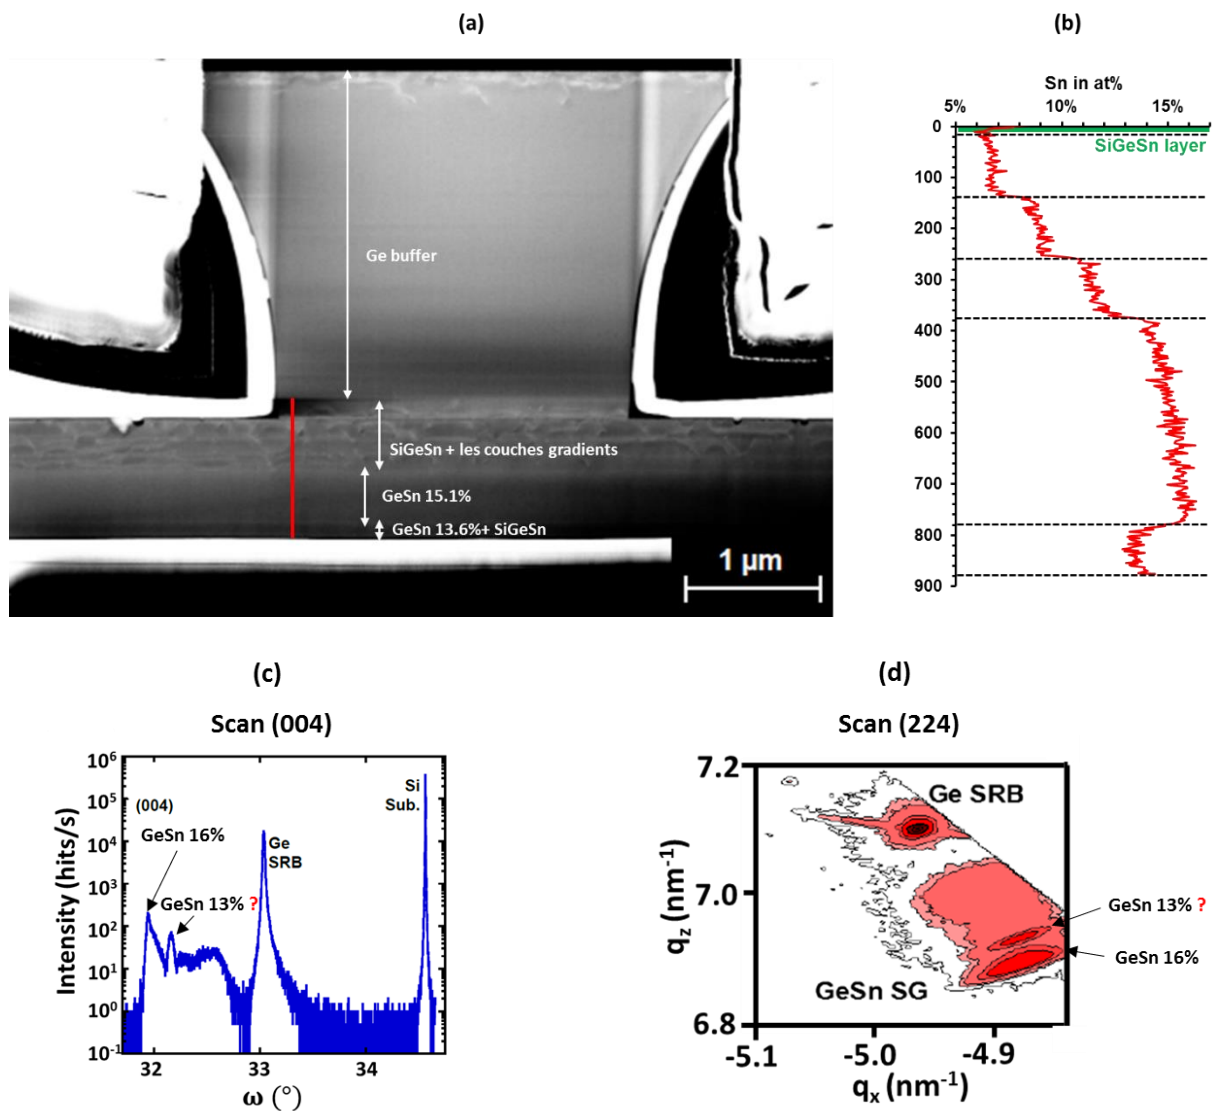 (a)
(b)
Ge buffer
SiGeSn + les couches gradients
GeSn 15.1%
GeSn 13.6%+ SiGeSn
1 µm
Sn in at%
5% 10% 15%
0
SiGeSn layer
100
200
300
400
500
600
700
800
900
(c)
(d)
Scan (004)
Scan (224)
10⁶
10⁵
10⁴
10³
10²
10¹
10⁰
10⁻¹
Intensity (hits/s)
(004)
GeSn 16%
GeSn 13% ?
Ge
SRB
Si
Sub.
32 33 34
ω (°)
7.2
7.0
6.8
qz (nm⁻¹)
Ge SRB
GeSn SG
GeSn 13% ?
GeSn 16%
-5.1 -5.0 -4.9
qx (nm⁻¹)